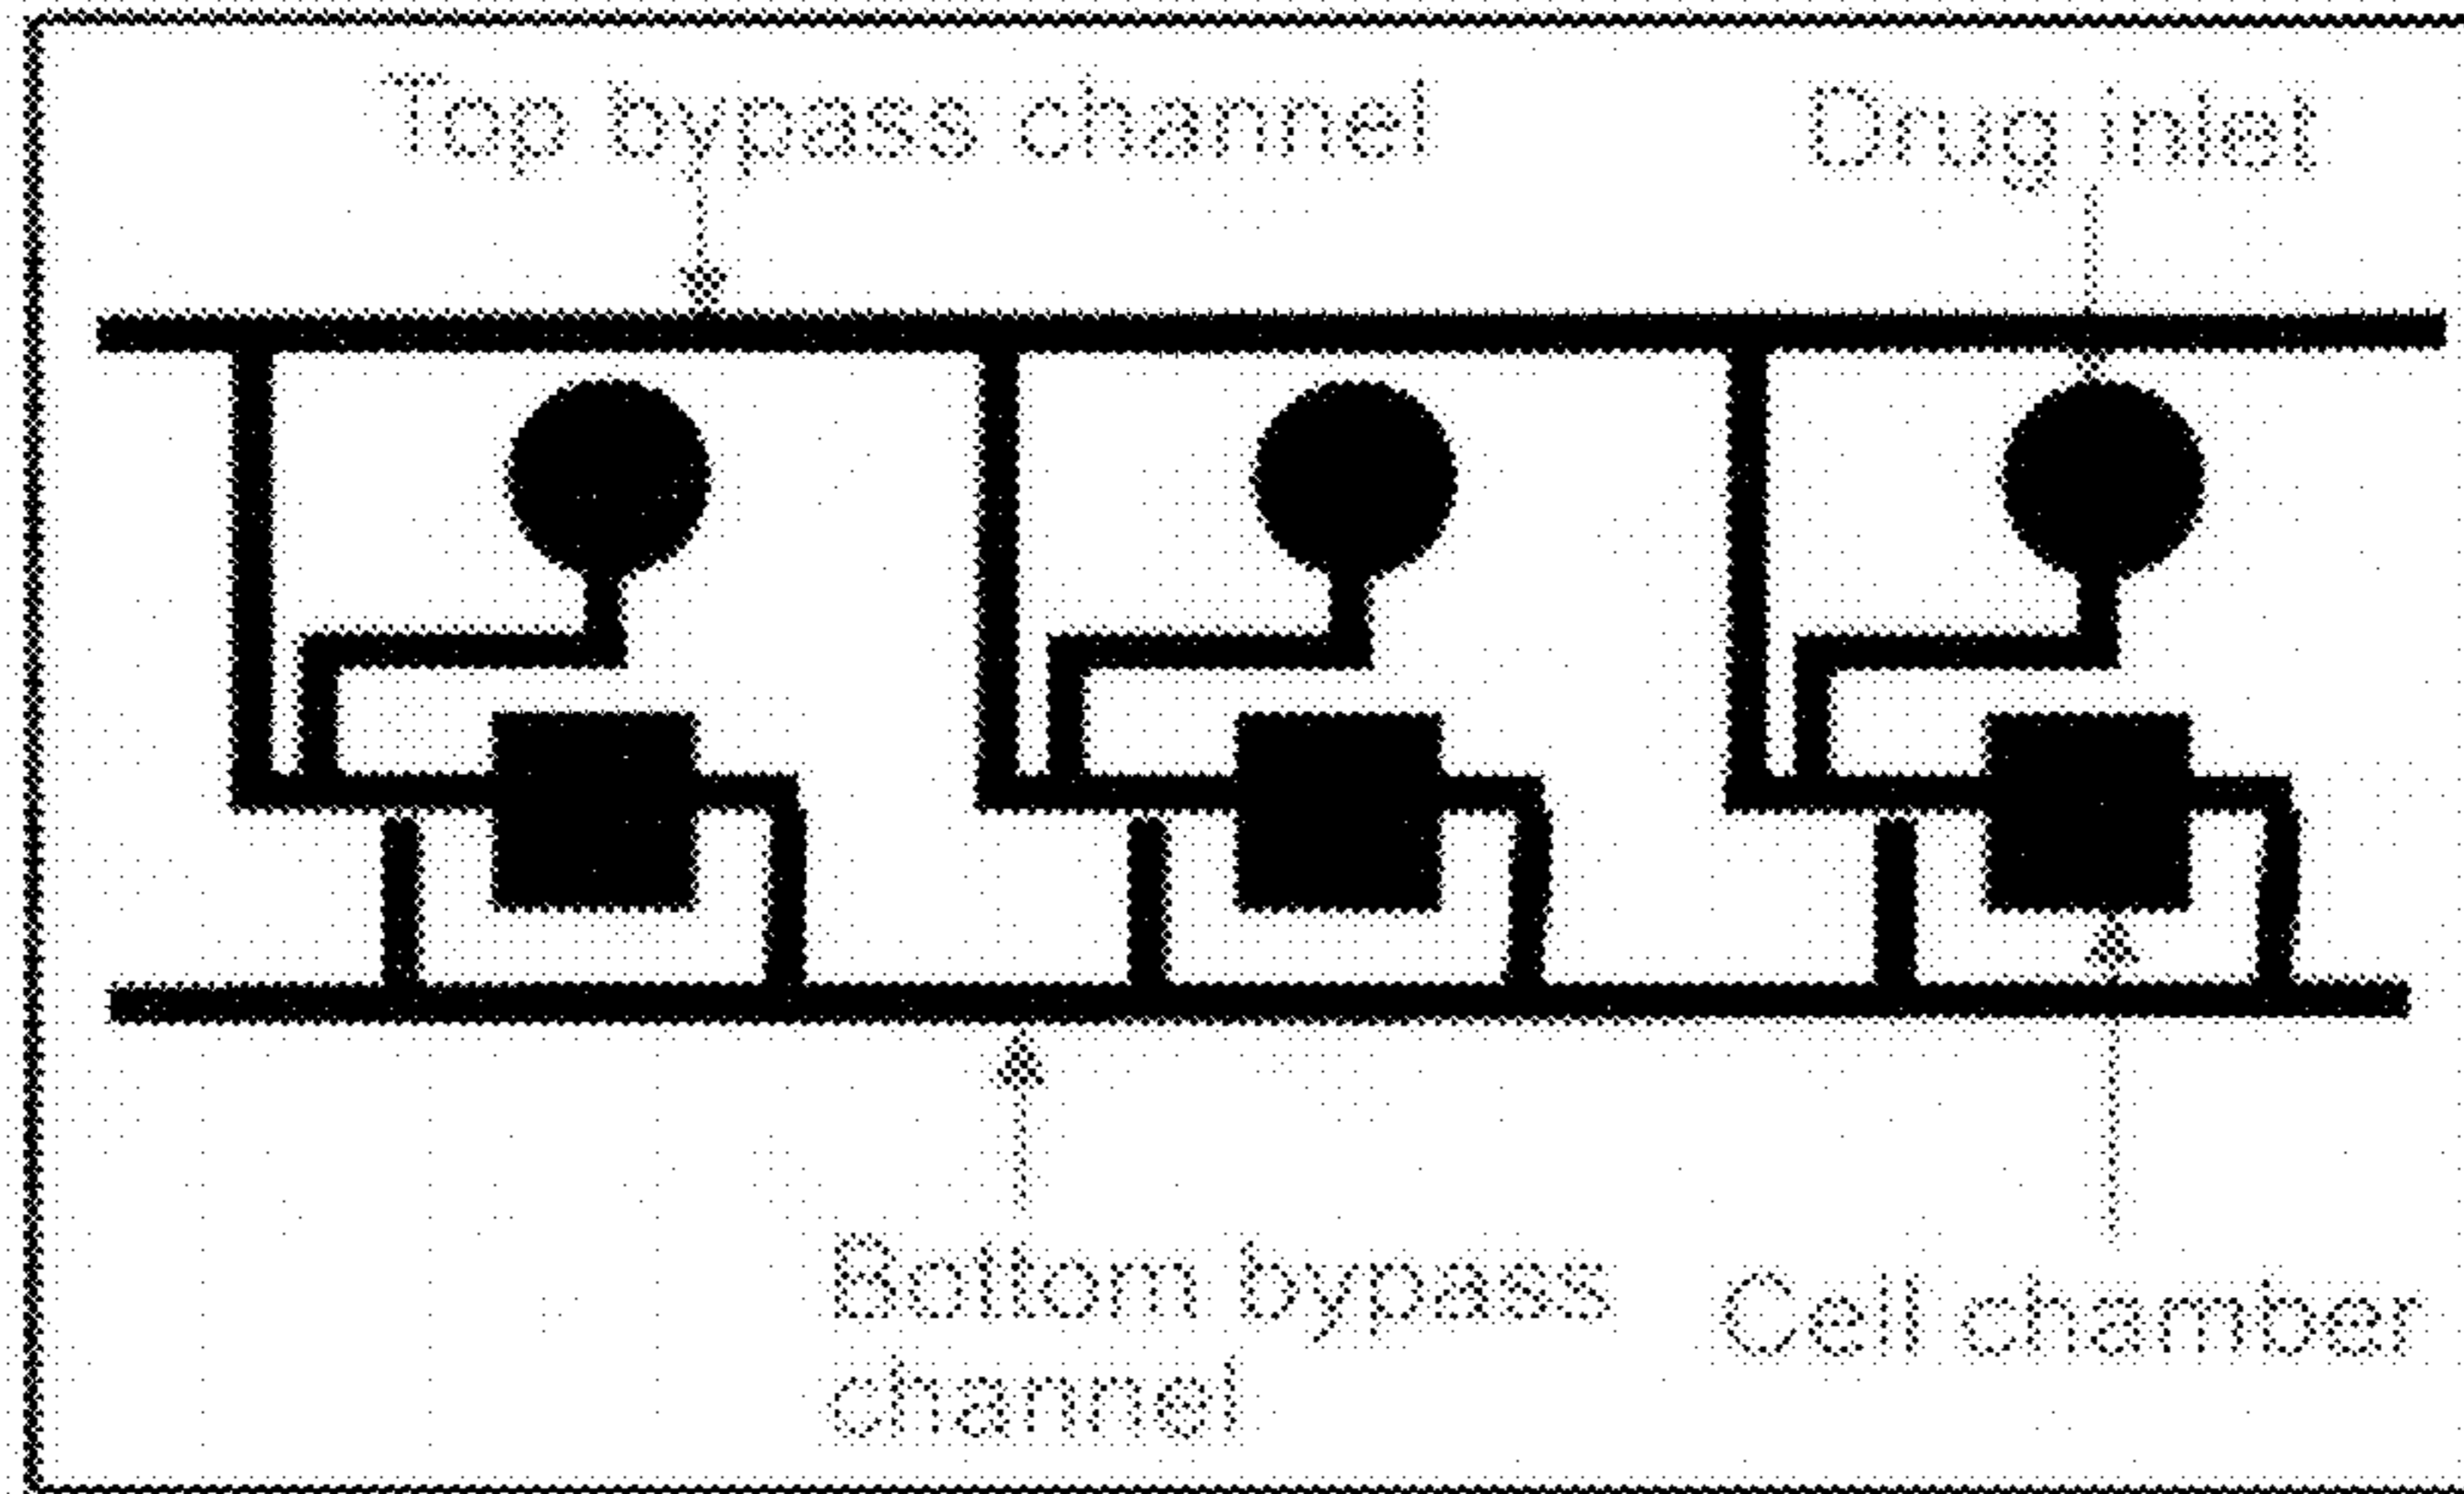 Top bypass channel
Drug inlet
Bottom bypass
channel
Cell chamber